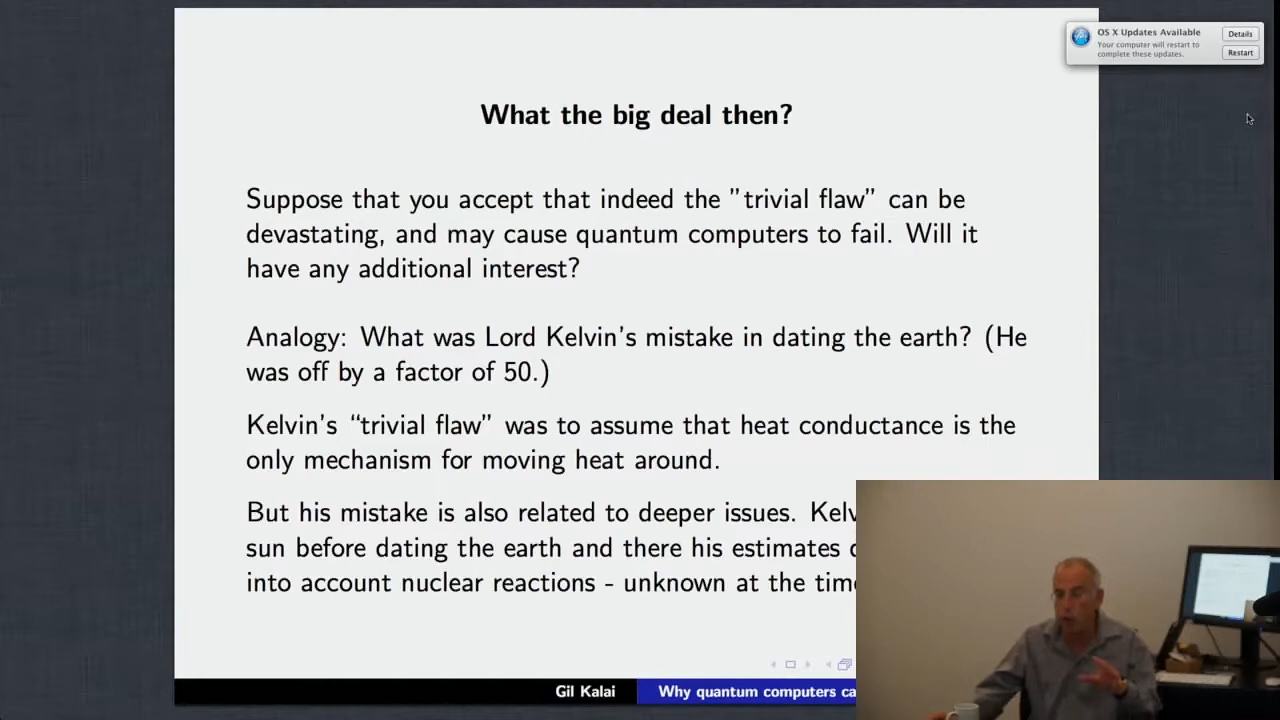 OS X Updates Available
Details
Your computer will restart to
complete these updates.
Restart
What the big deal then?
Suppose that you accept that indeed the "trivial flaw" can be
devastating, and may cause quantum computers to fail. Will it
have any additional interest?
Analogy: What was Lord Kelvin's mistake in dating the earth? (He
was off by a factor of 50.)
Kelvin's “trivial flaw” was to assume that heat conductance is the
only mechanism for moving heat around.
But his mistake is also related to deeper issues.
sun before dating the earth and there his estimates
into account nuclear reactions - unknown at the
Gil Kalai
Why quantum computers